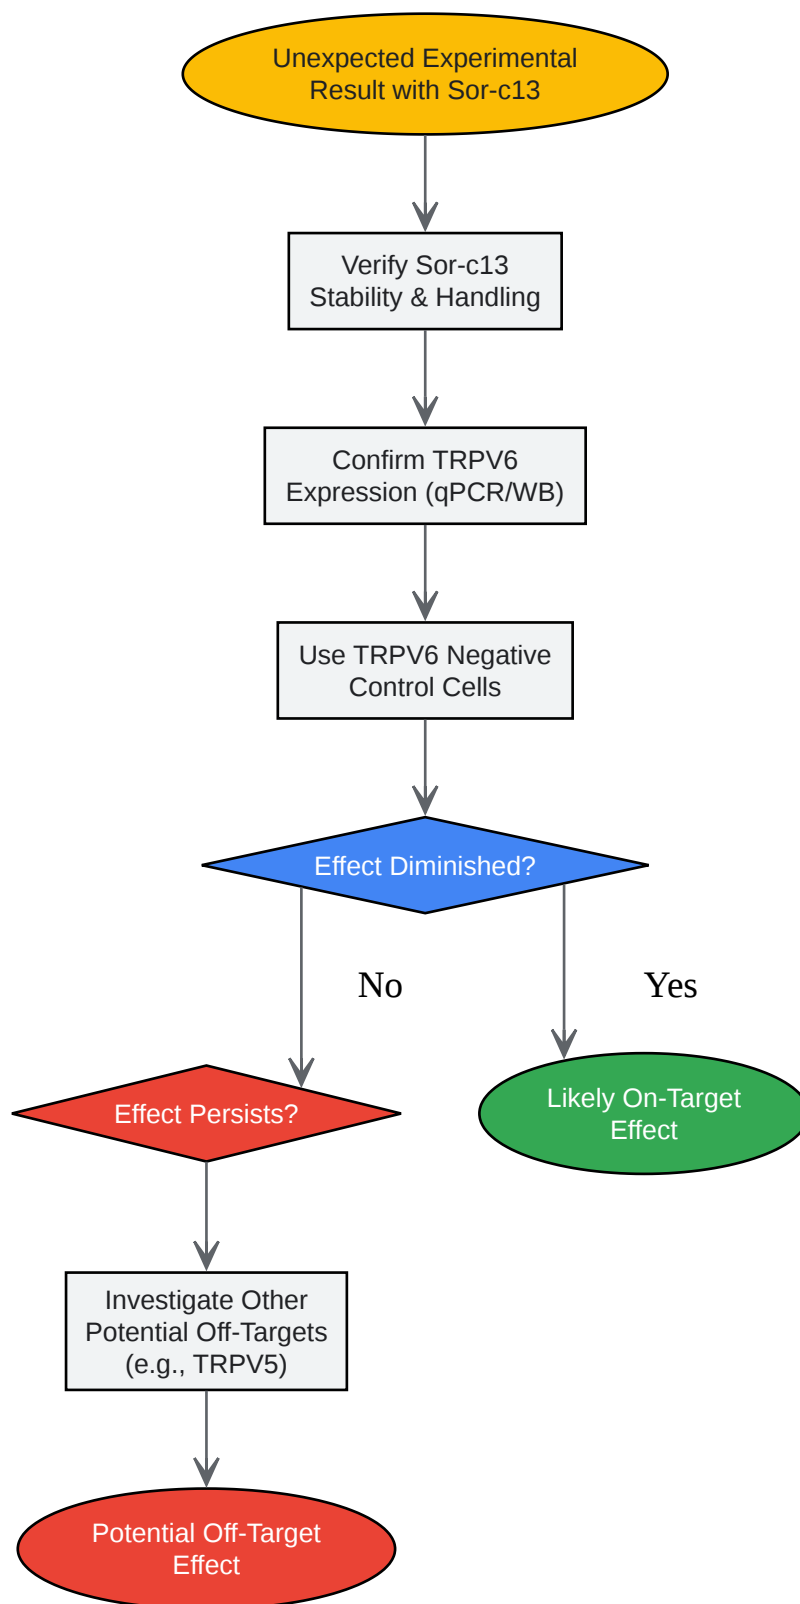 Unexpected Experimental
Result with Sor-c13
Verify Sor-c13
Stability & Handling
Confirm TRPV6
Expression (qPCR/WB)
Use TRPV6 Negative
Control Cells
Effect Diminished?
No
Yes
Effect Persists?
Likely On-Target
Effect
Investigate Other
Potential Off-Targets
(e.g., TRPV5)
Potential Off-Target
Effect